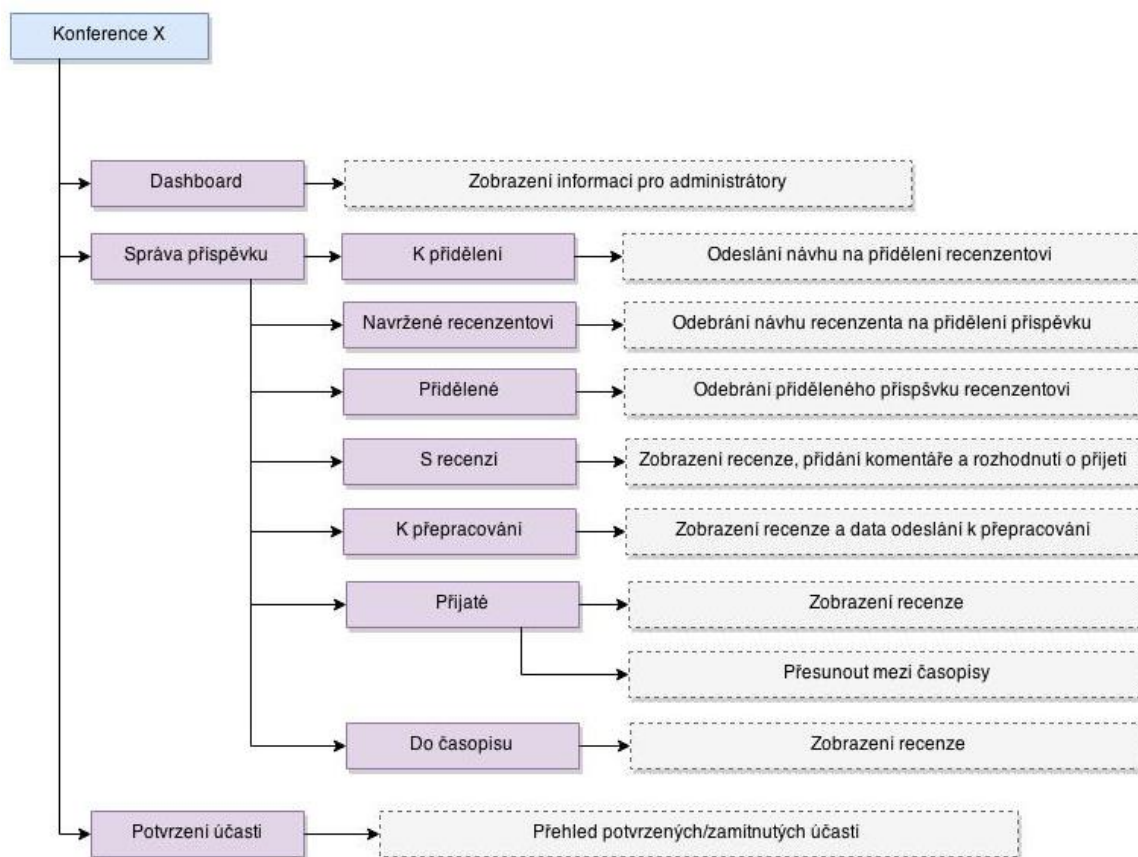 Konference X
Dashboard
Zobrazení informací pro administrátory
Správa příspěvku
K přidělení
Odeslání návhu na přidělení recenzentovi
Navržené recenzentovi
Odebrání návhu recenzenta na přidělení příspěvku
Přidělené
Odebrání přiděleného přispšvku recenzentovi
S recenzí
Zobrazení recenze, přidání komentáře a rozhodnutí o přijetí
K přepracování
Zobrazení recenze a data odeslání k přepracování
Přijaté
Zobrazení recenze
Přesunout mezi časopisy
Do časopisu
Zobrazení recenze
Potvrzení účasti
Přehled potvrzených/zamítnutých účastí